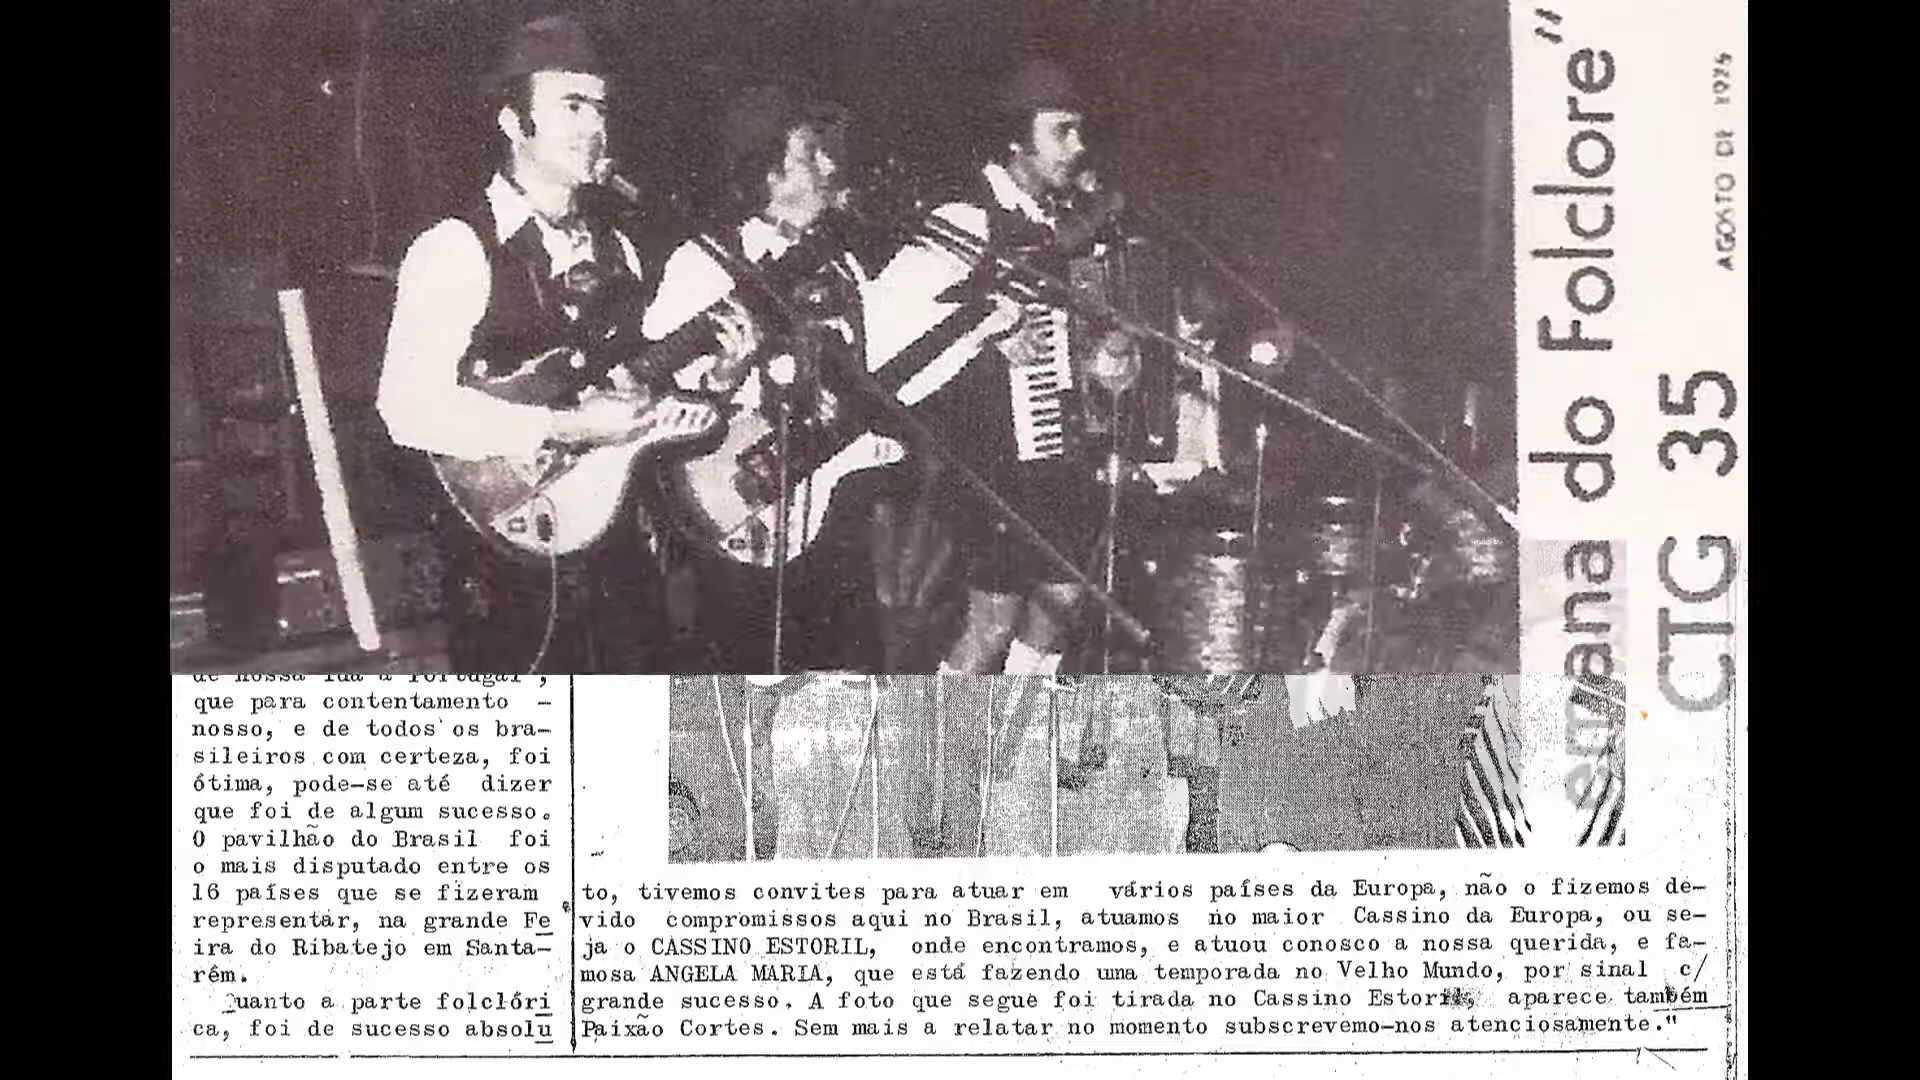 emana do Folclore"
CTG 35
AGOSTO DE 1974
de nossa ida a Portugal,
que para contentamento –
nosso, e de todos os bra–
sileiros com certeza, foi
ótima, pode–se até dizer
que foi de algum sucesso.
O pavilhão do Brasil foi
o mais disputado entre os
16 países que se fizeram
representar, na grande Fe
ira do Ribatejo em Santa–
rém.
Quanto a parte folclóri
ca, foi de sucesso absolu
to, tivemos convites para atuar em vários países da Europa, não o fizemos de–
vido compromissos aqui no Brasil, atuamos no maior Cassino da Europa, ou se–
ja o CASSINO ESTORIL, onde encontramos, e atuou conosco a nossa querida, e fa–
mosa ANGELA MARIA, que está fazendo uma temporada no Velho Mundo, por sinal c/
grande sucesso. A foto que segue foi tirada no Cassino Estoril, aparece também
Paixão Cortes. Sem mais a relatar no momento subscrevemo–nos atenciosamente."